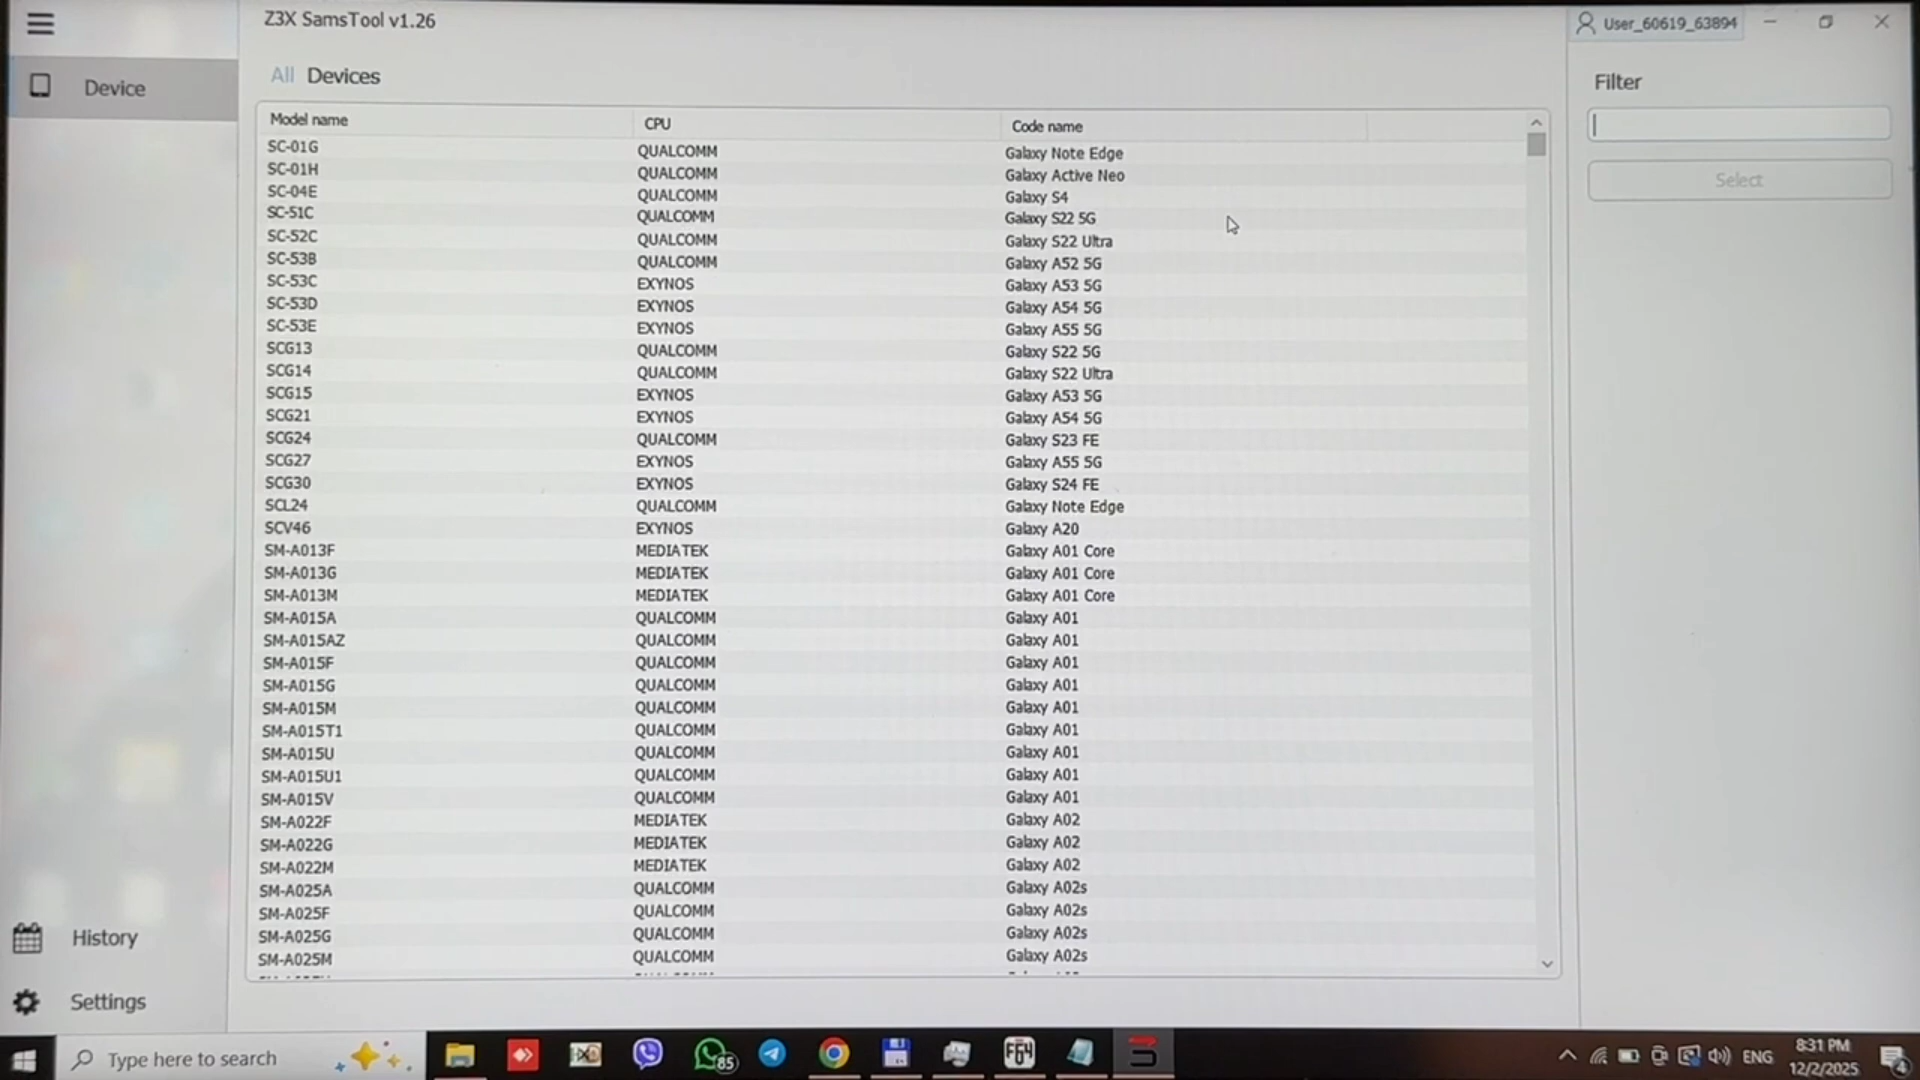 Z3X SamsTool v1.26
User_60619_63894
Device
All Devices
Filter
Select
Model name CPU Code name
SC-01G QUALCOMM Galaxy Note Edge
SC-01H QUALCOMM Galaxy Active Neo
SC-04E QUALCOMM Galaxy S4
SC-51C QUALCOMM Galaxy S22 5G
SC-52C QUALCOMM Galaxy S22 Ultra
SC-53B QUALCOMM Galaxy A52 5G
SC-53C EXYNOS Galaxy A53 5G
SC-53D EXYNOS Galaxy A54 5G
SC-53E EXYNOS Galaxy A55 5G
SCG13 QUALCOMM Galaxy S22 5G
SCG14 QUALCOMM Galaxy S22 Ultra
SCG15 EXYNOS Galaxy A53 5G
SCG21 EXYNOS Galaxy A54 5G
SCG24 QUALCOMM Galaxy S23 FE
SCG27 EXYNOS Galaxy A55 5G
SCG30 EXYNOS Galaxy S24 FE
SCL24 QUALCOMM Galaxy Note Edge
SCV46 EXYNOS Galaxy A20
SM-A013F MEDIATEK Galaxy A01 Core
SM-A013G MEDIATEK Galaxy A01 Core
SM-A013M MEDIATEK Galaxy A01 Core
SM-A015A QUALCOMM Galaxy A01
SM-A015AZ QUALCOMM Galaxy A01
SM-A015F QUALCOMM Galaxy A01
SM-A015G QUALCOMM Galaxy A01
SM-A015M QUALCOMM Galaxy A01
SM-A015T1 QUALCOMM Galaxy A01
SM-A015U QUALCOMM Galaxy A01
SM-A015U1 QUALCOMM Galaxy A01
SM-A015V QUALCOMM Galaxy A01
SM-A022F MEDIATEK Galaxy A02
SM-A022G MEDIATEK Galaxy A02
SM-A022M MEDIATEK Galaxy A02
SM-A025A QUALCOMM Galaxy A02s
SM-A025F QUALCOMM Galaxy A02s
SM-A025G QUALCOMM Galaxy A02s
SM-A025M QUALCOMM Galaxy A02s
History
Settings
Type here to search
85
F64
ENG
8:31 PM
12/2/2025
4